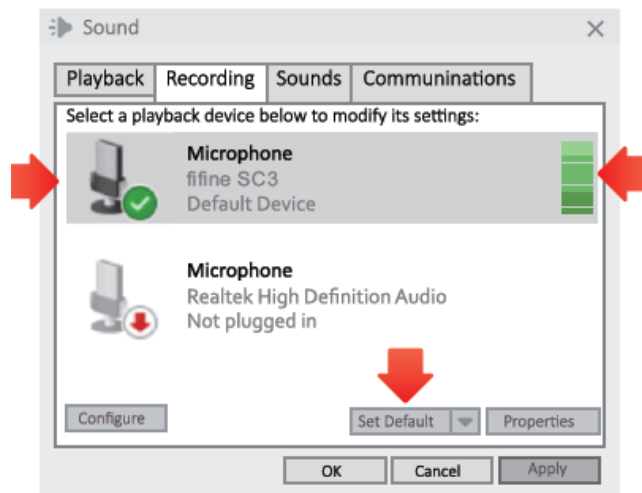 Sound
Playback Recording Sounds Communinations
Select a playback device below to modify its settings:
Microphone
fifine SC3
Default Device
Microphone
Realtek High Definition Audio
Not plugged in
Configure Set Default Properties
OK Cancel Apply